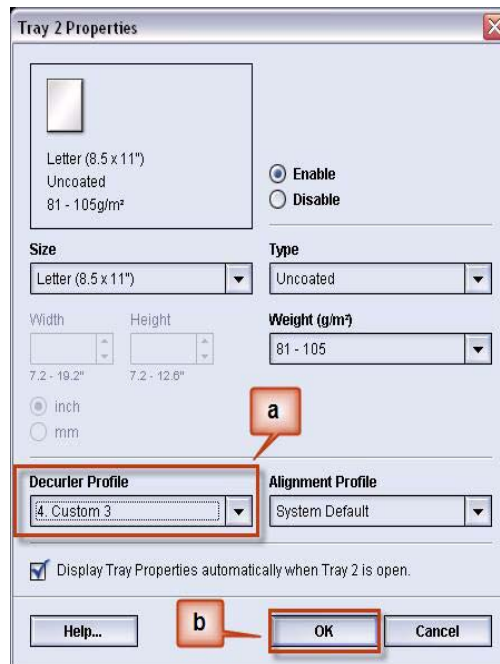 Tray 2 Properties
Letter (8.5 x 11")
Uncoated
81 - 105g/m²
Enable
Disable
Size
Type
Letter (8.5 x 11")
Uncoated
Width
Height
Weight (g/m²)
81 - 105
7.2 - 19.2"
7.2 - 12.6"
inch
mm
a
Decurler Profile
Alignment Profile
4. Custom 3
System Default
Display Tray Properties automatically when Tray 2 is open.
b
Help...
OK
Cancel